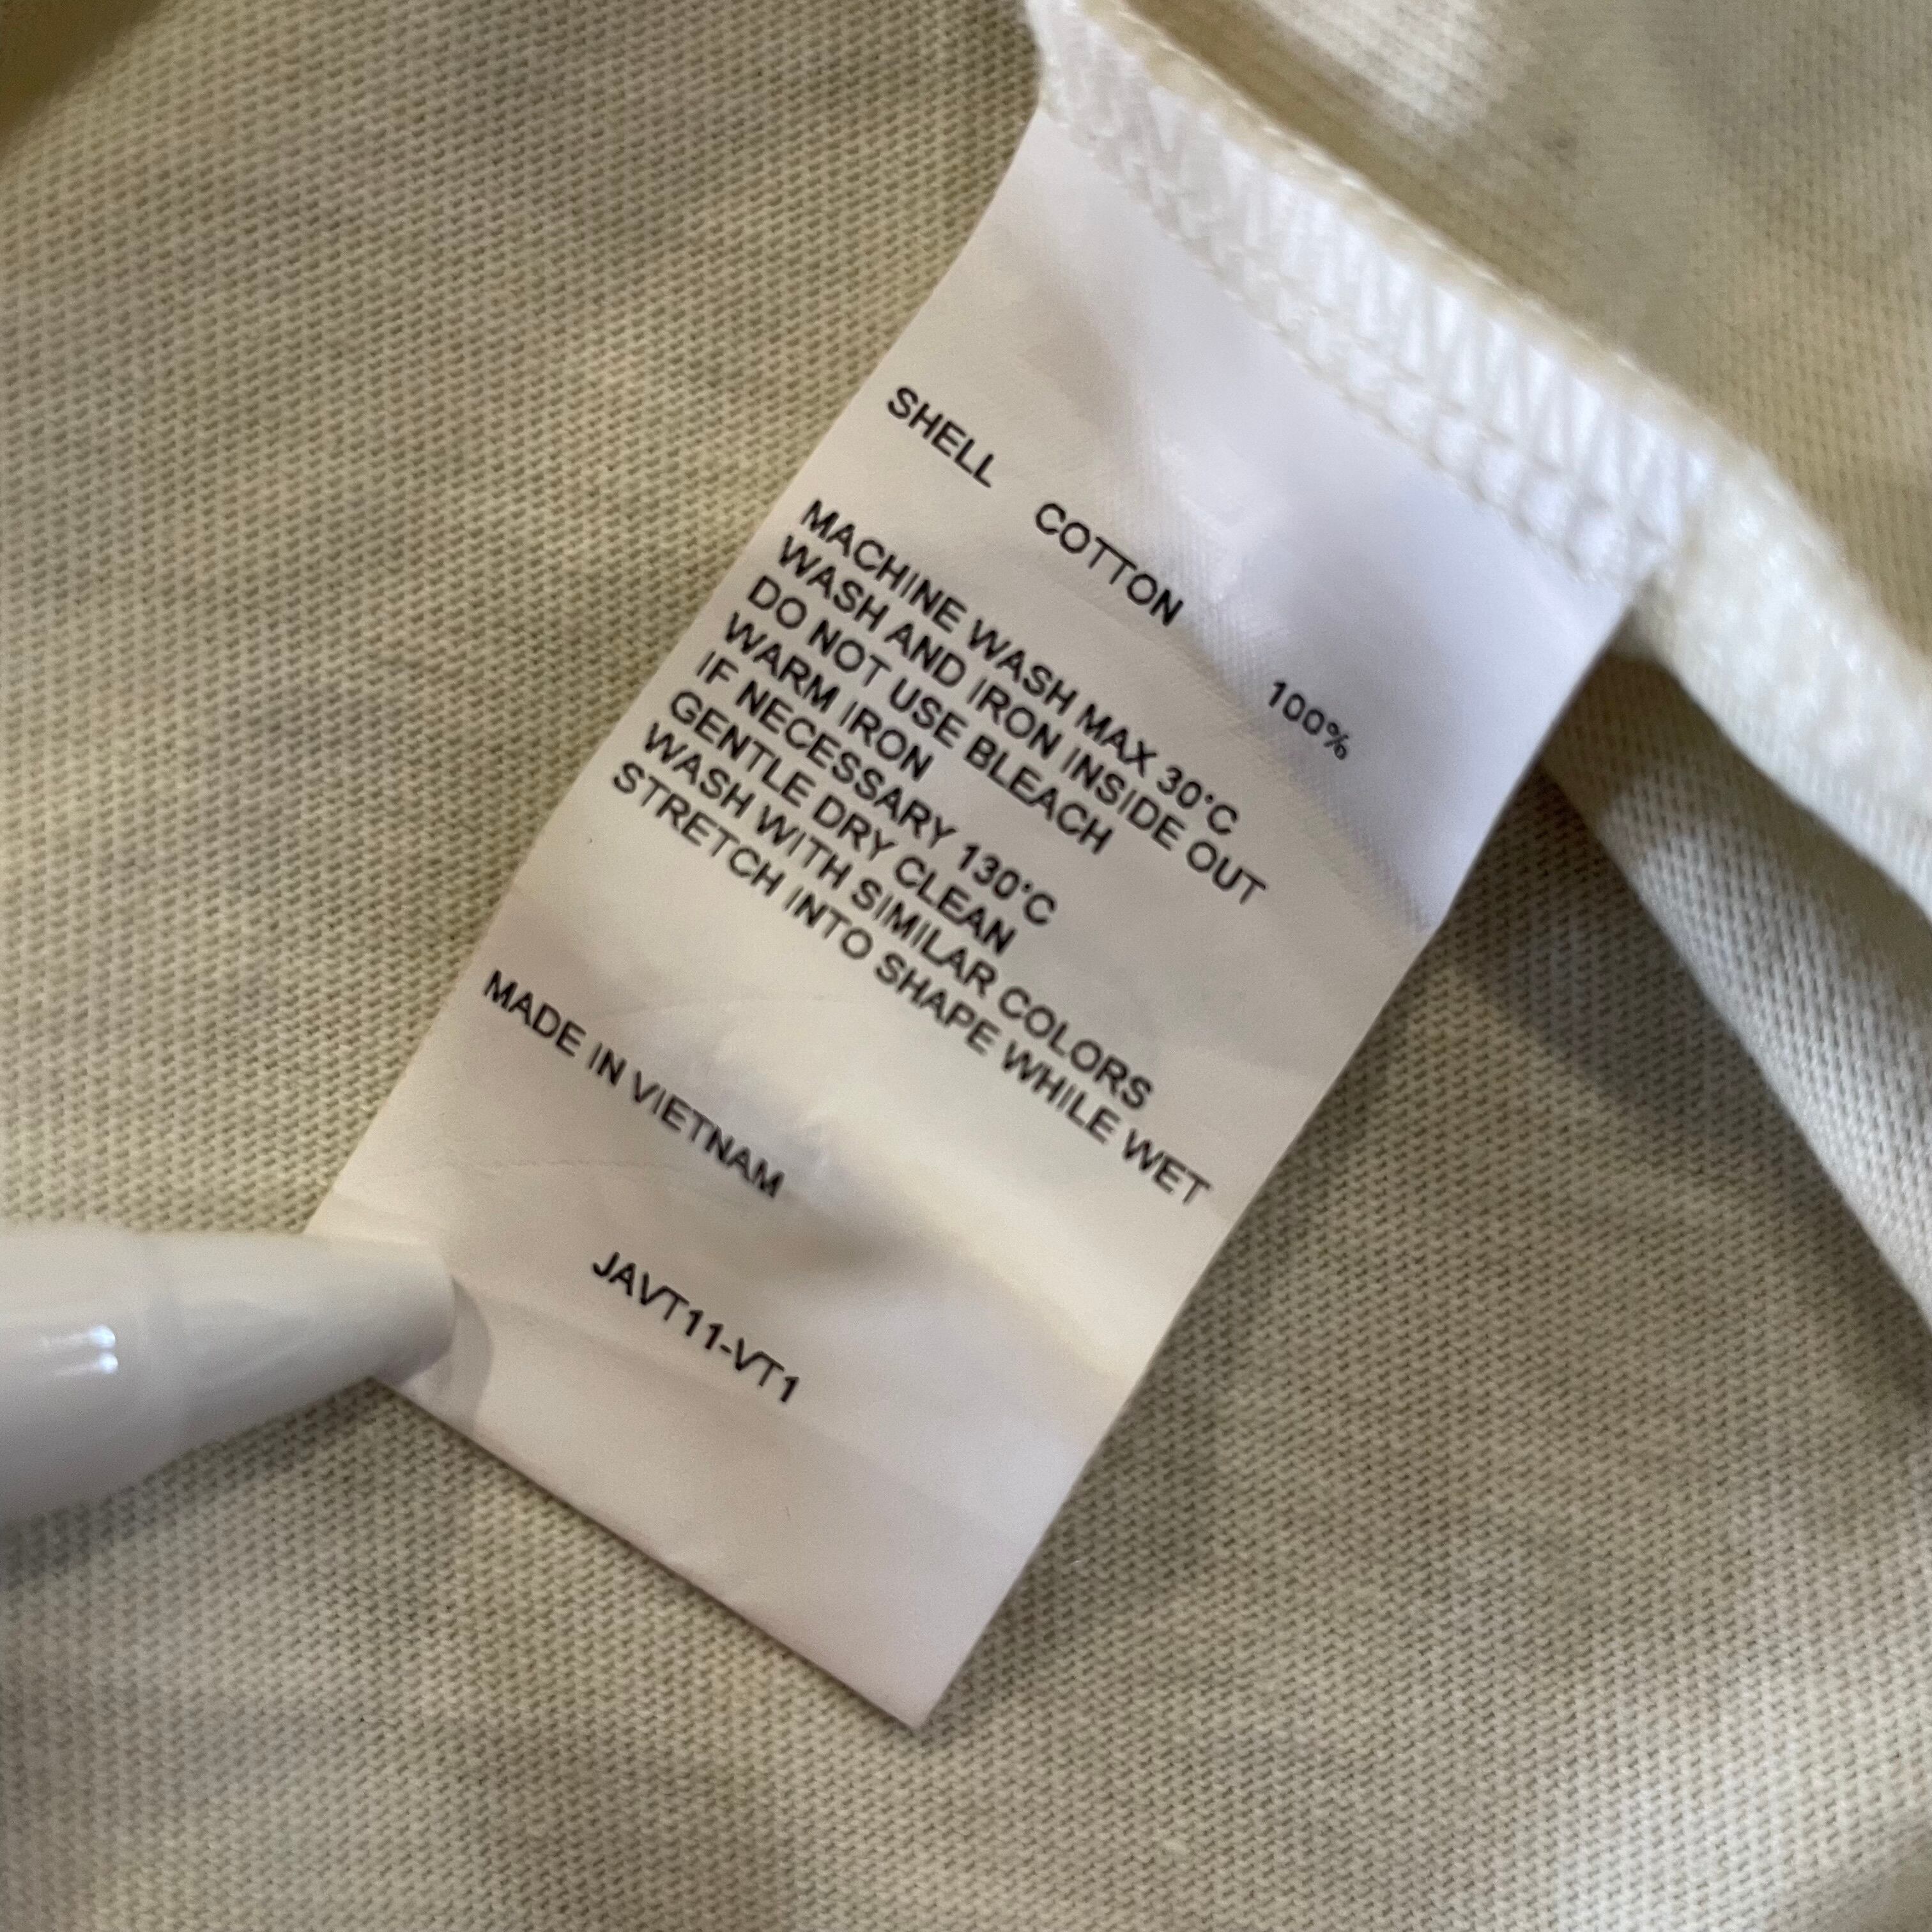 SHELL COTTON 100%
MACHINE WASH MAX 30°C
WASH AND IRON INSIDE OUT
DO NOT USE BLEACH
WARM IRON
IF NECESSARY 130°C
GENTLE DRY CLEAN
WASH WITH SIMILAR COLORS
STRETCH INTO SHAPE WHILE WET
MADE IN VIETNAM
JAVT11-VT1